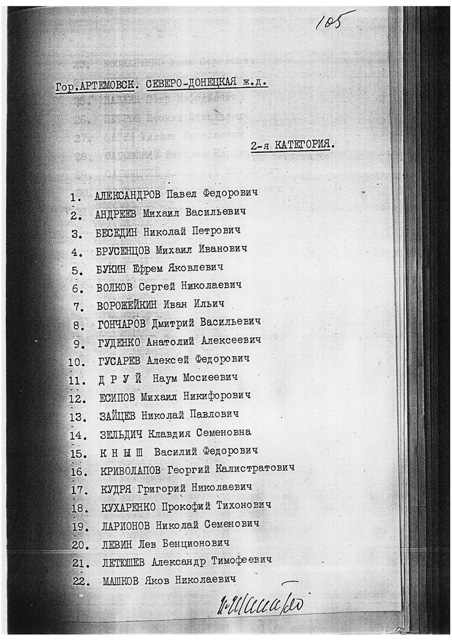 105
Гор.АРТЕМОВСК. СЕВЕРО-ДОНЕЦКАЯ ж.д.
2-я КАТЕГОРИЯ.
1. АЛЕКСАНДРОВ Павел Федорович
2. АНДРЕЕВ Михаил Васильевич
3. БЕСЕДИН Николай Петрович
4. БРУСЕНЦОВ Михаил Иванович
5. БУКИН Ефрем Яковлевич
6. ВОЛКОВ Сергей Николаевич
7. ВОРОЖЕЙКИН Иван Ильич
8. ГОНЧАРОВ Дмитрий Васильевич
9. ГУДЕНКО Анатолий Алексеевич
10. ГУСАРЕВ Алексей Федорович
11. Д Р У Й Наум Мосиеевич
12. ЕСИПОВ Михаил Никифорович
13. ЗАЙЦЕВ Николай Павлович
14. ЗЕЛЬДИЧ Клавдия Семеновна
15. К Н Ы Ш Василий Федорович
16. КРИВОЛАПОВ Георгий Калистратович
17. КУДРЯ Григорий Николаевич
18. КУХАРЕНКО Прокофий Тихонович
19. ЛАРИОНОВ Николай Семенович
20. ЛЕВИН Лев Бенционович
21. ЛЕТЮШЕВ Александр Тимофеевич
22. МАШКОВ Яков Николаевич